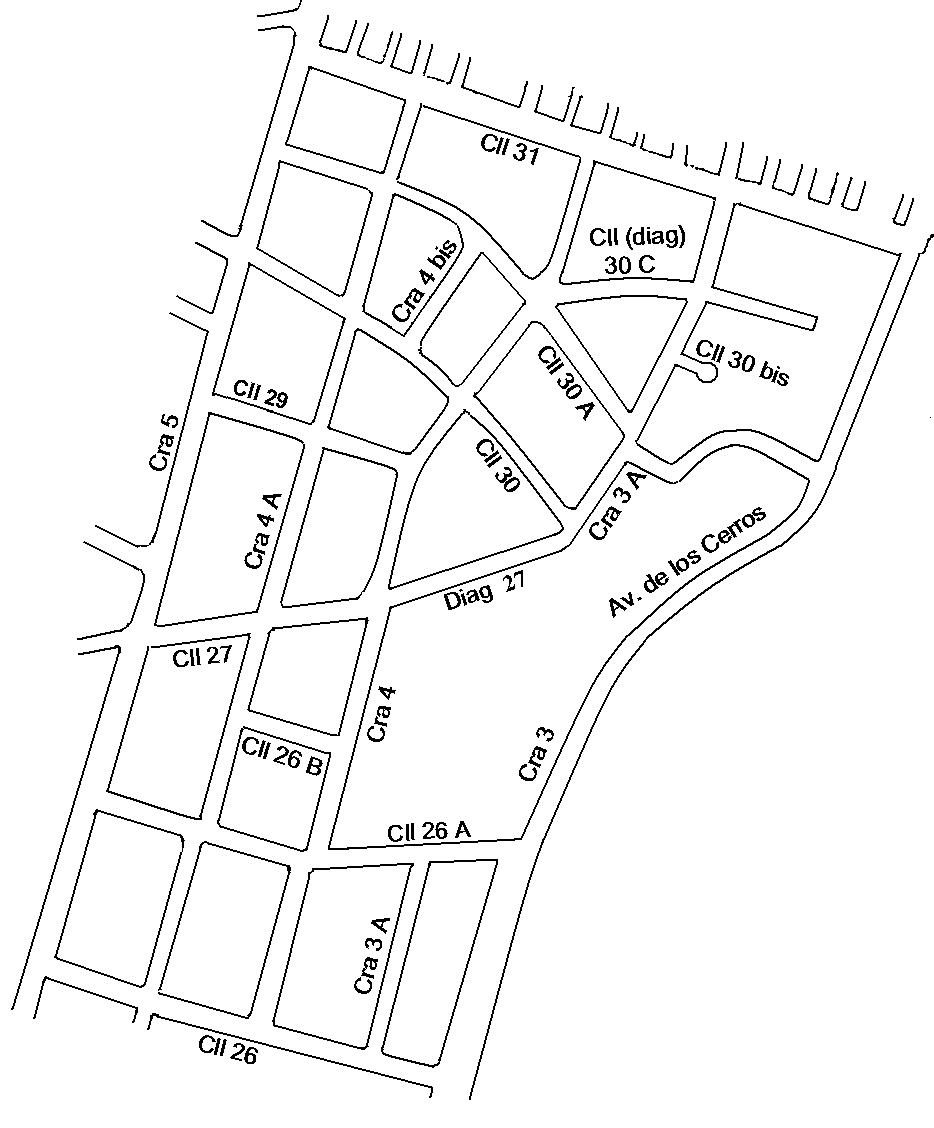 Cll 31
Cll (diag)
30 C
Cra 4 bis
Cll 30 bis
Cll 30 A
Cll 29
Cra 5
Cll 30
Cra 4 A
Cra 3 A
Av. de los Cerros
Diag 27
Cll 27
Cra 4
Cra 3
Cll 26 B
Cll 26 A
Cra 3 A
Cll 26